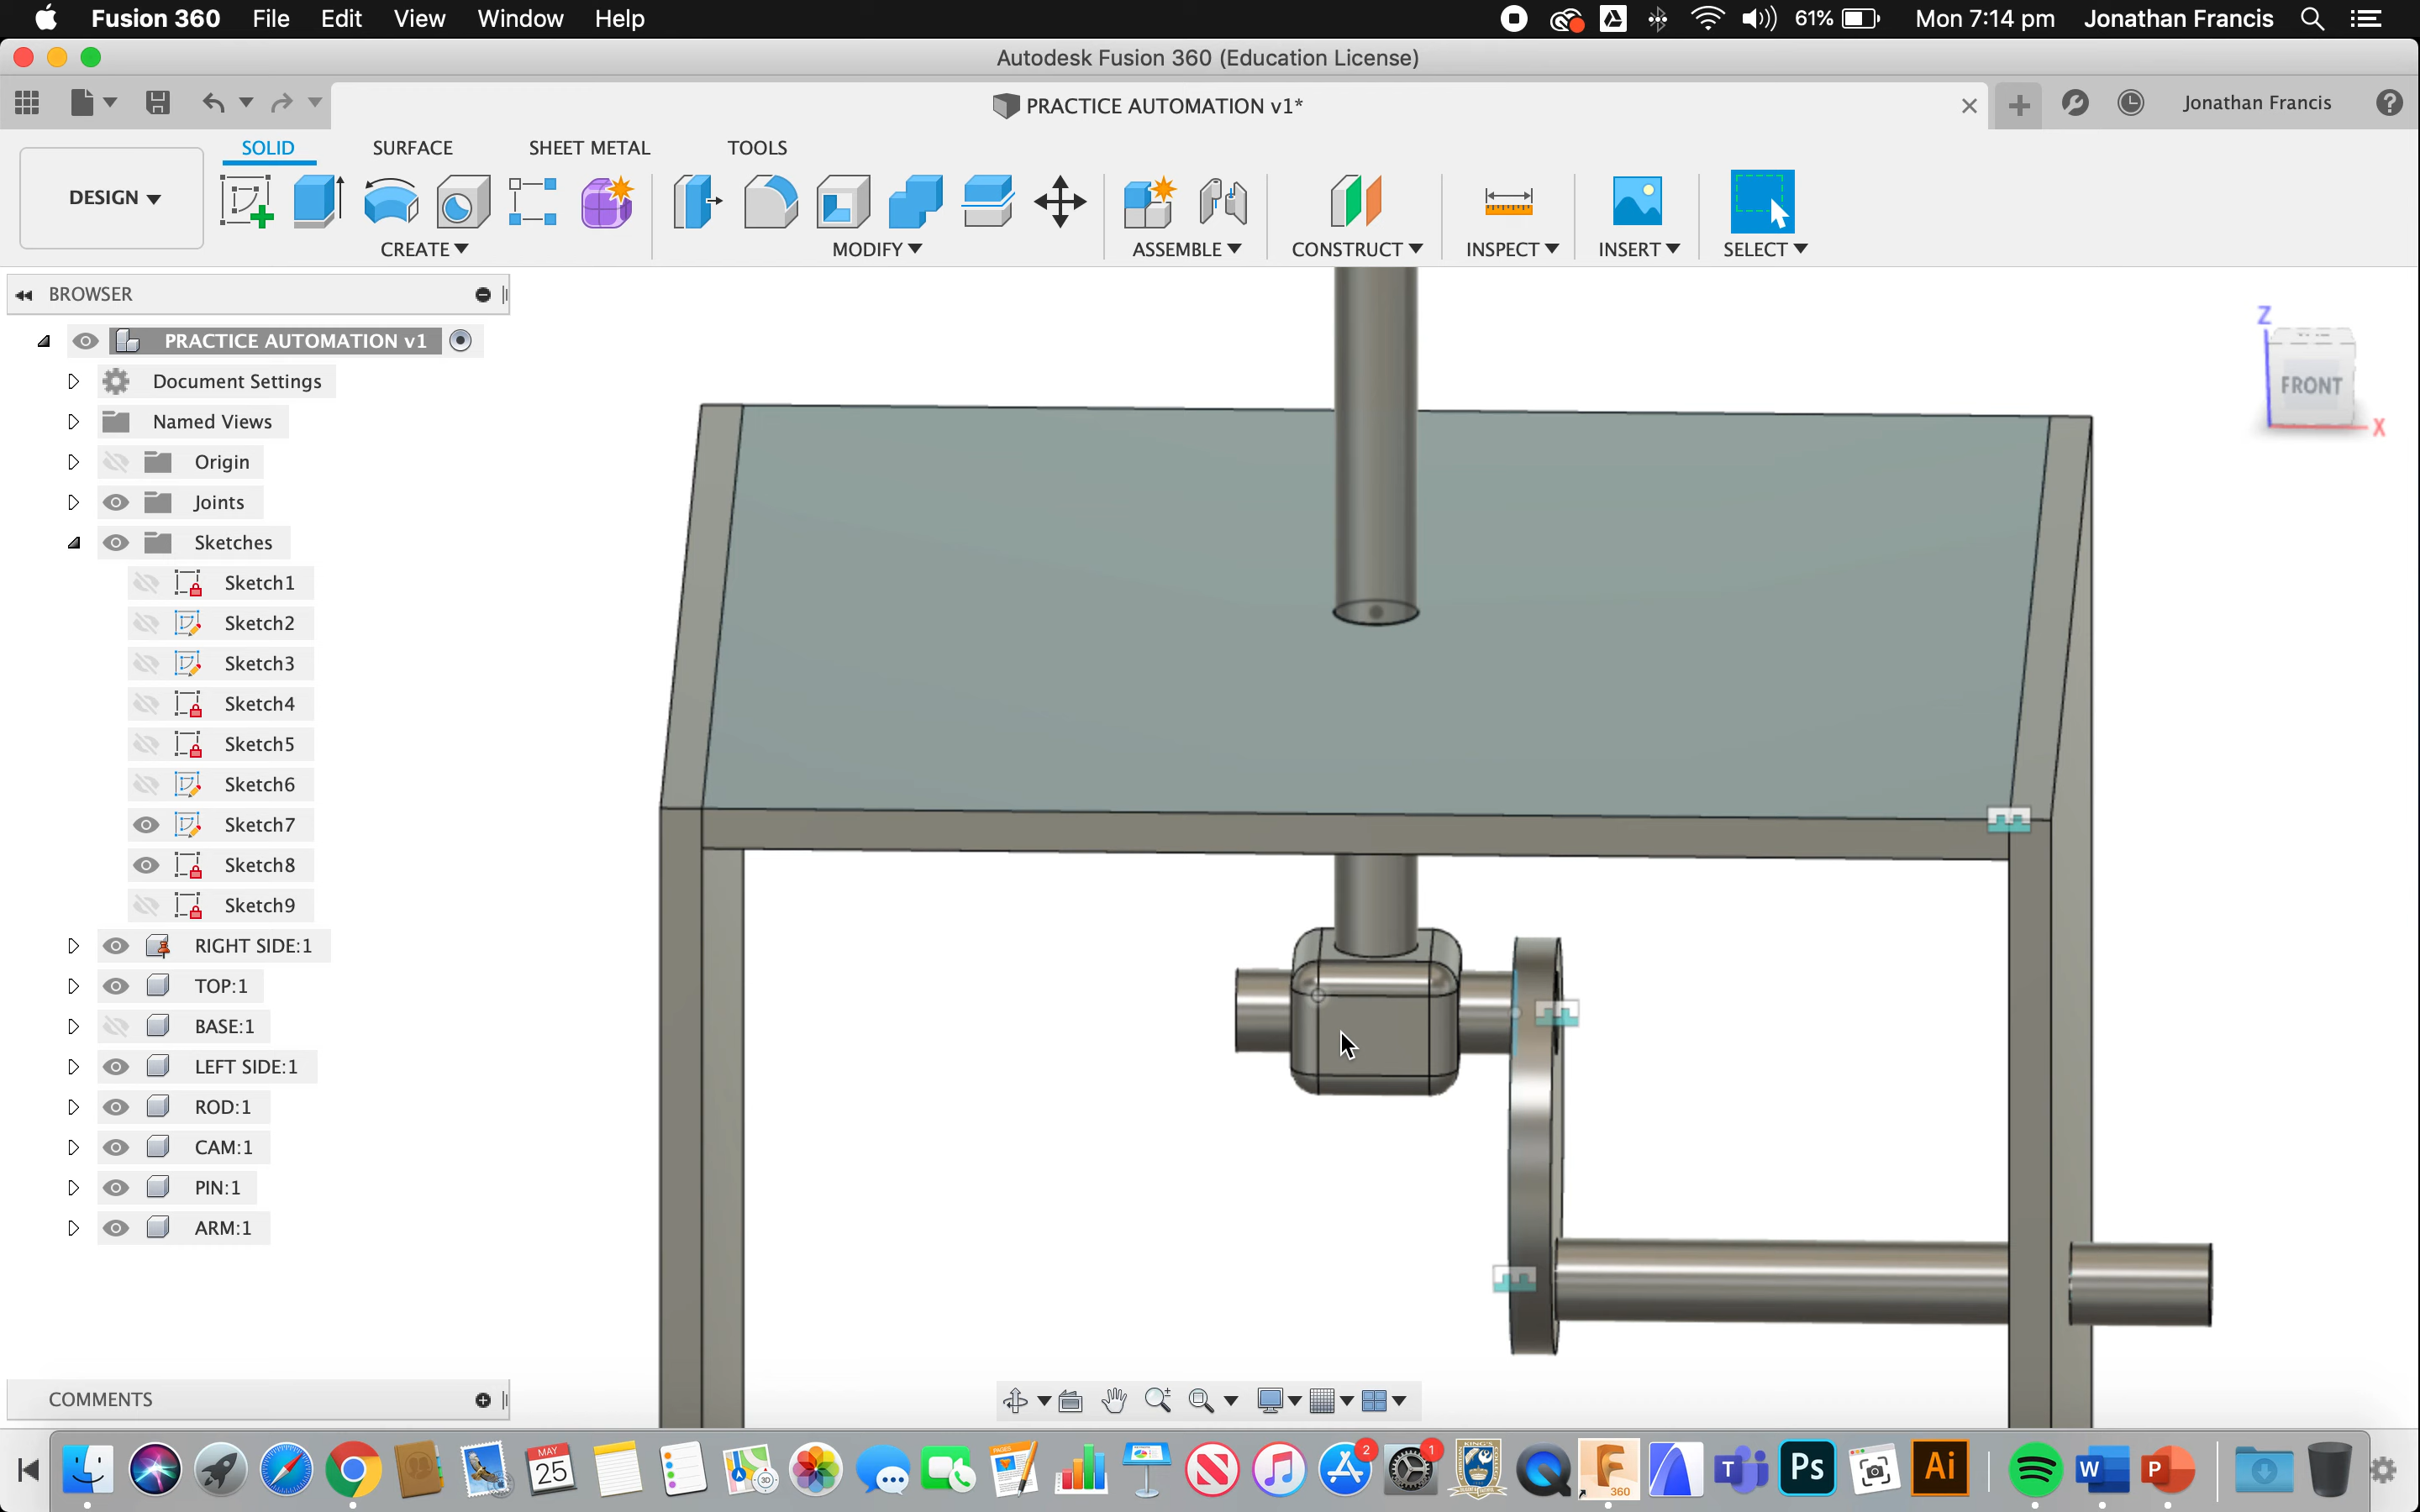 Fusion 360 File Edit View Window Help 61% Mon 7:14 pm Jonathan Francis
Autodesk Fusion 360 (Education License)
PRACTICE AUTOMATION v1* Jonathan Francis
SOLID SURFACE SHEET METAL TOOLS
DESIGN
CREATE MODIFY ASSEMBLE CONSTRUCT INSPECT INSERT SELECT
BROWSER
PRACTICE AUTOMATION v1
Document Settings
Named Views
Origin
Joints
Sketches
Sketch1
Sketch2
Sketch3
Sketch4
Sketch5
Sketch6
Sketch7
Sketch8
Sketch9
RIGHT SIDE:1
TOP:1
BASE:1
LEFT SIDE:1
ROD:1
CAM:1
PIN:1
ARM:1
Z
FRONT
X
COMMENTS
MAY
25
PAGES
3D
2
1
360
T
Ps
Ai
W
P